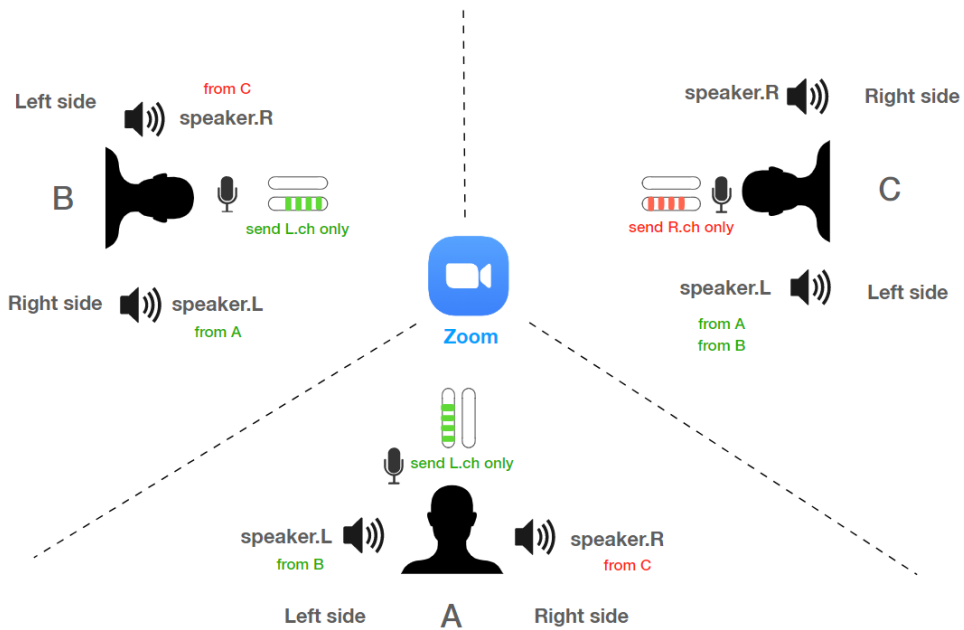 from C
Left side
speaker.R
B
send L.ch only
Right side
speaker.L
from A
speaker.R
Right side
C
send R.ch only
speaker.L
Left side
from A
from B
Zoom
send L.ch only
speaker.L
from B
speaker.R
from C
Left side
A
Right side